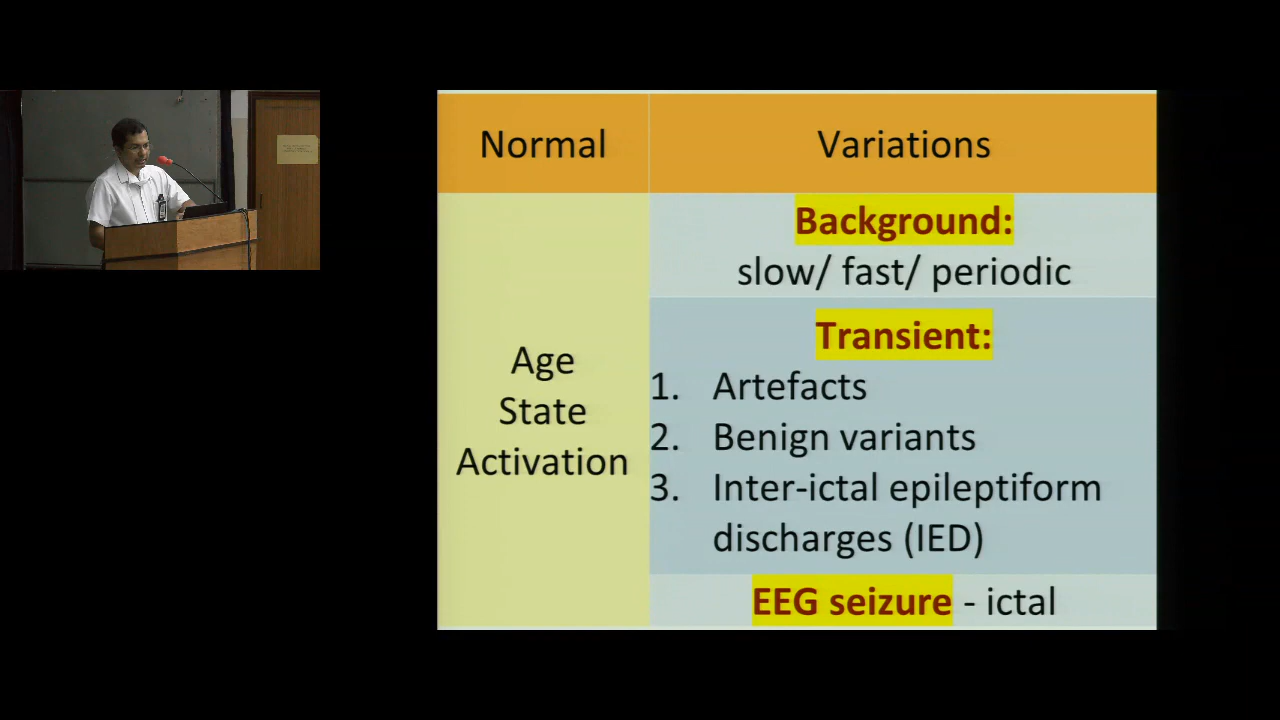 Normal
Variations
Age
State
Activation
Background:
slow/ fast/ periodic
Transient:
1. Artefacts
2. Benign variants
3. Inter-ictal epileptiform
discharges (IED)
EEG seizure - ictal